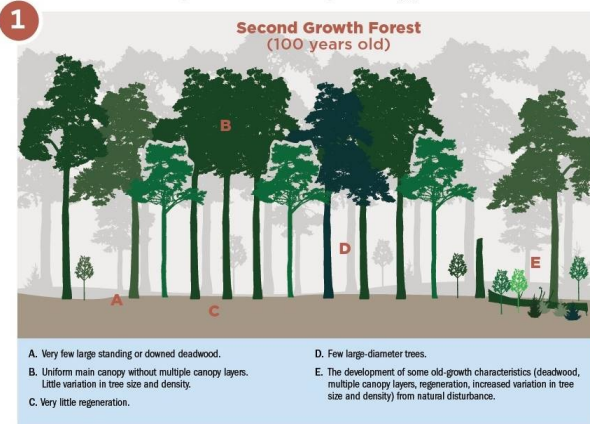 1
Second Growth Forest
(100 years old)
B
D
E
A
C
A. Very few large standing or downed deadwood.
B. Uniform main canopy without multiple canopy layers.
Little variation in tree size and density.
C. Very little regeneration.
D. Few large-diameter trees.
E. The development of some old-growth characteristics (deadwood,
multiple canopy layers, regeneration, increased variation in tree
size and density) from natural disturbance.